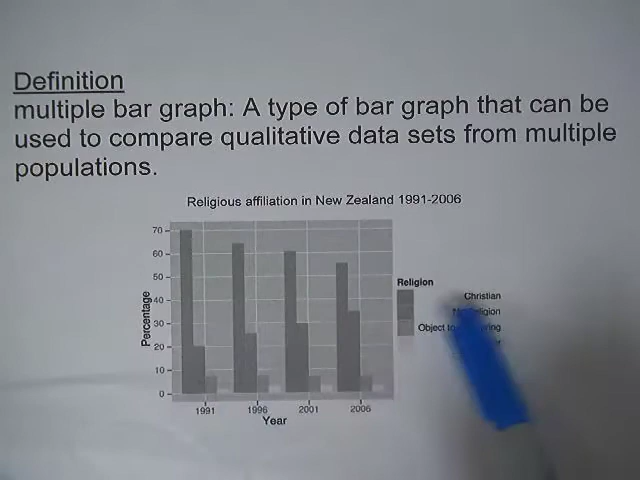 Definition
multiple bar graph: A type of bar graph that can be
used to compare qualitative data sets from multiple
populations.
Religious affiliation in New Zealand 1991-2006
70
60
50
40
30
20
10
0
Percentage
1991 1996 2001 2006
Year
Religion
Christian
Object